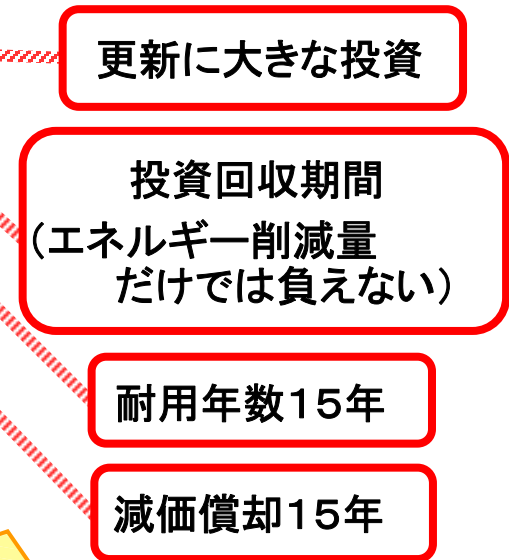 更新に大きな投資
投資回収期間
（エネルギー削減量
だけでは負えない）
耐用年数１５年
減価償却１５年